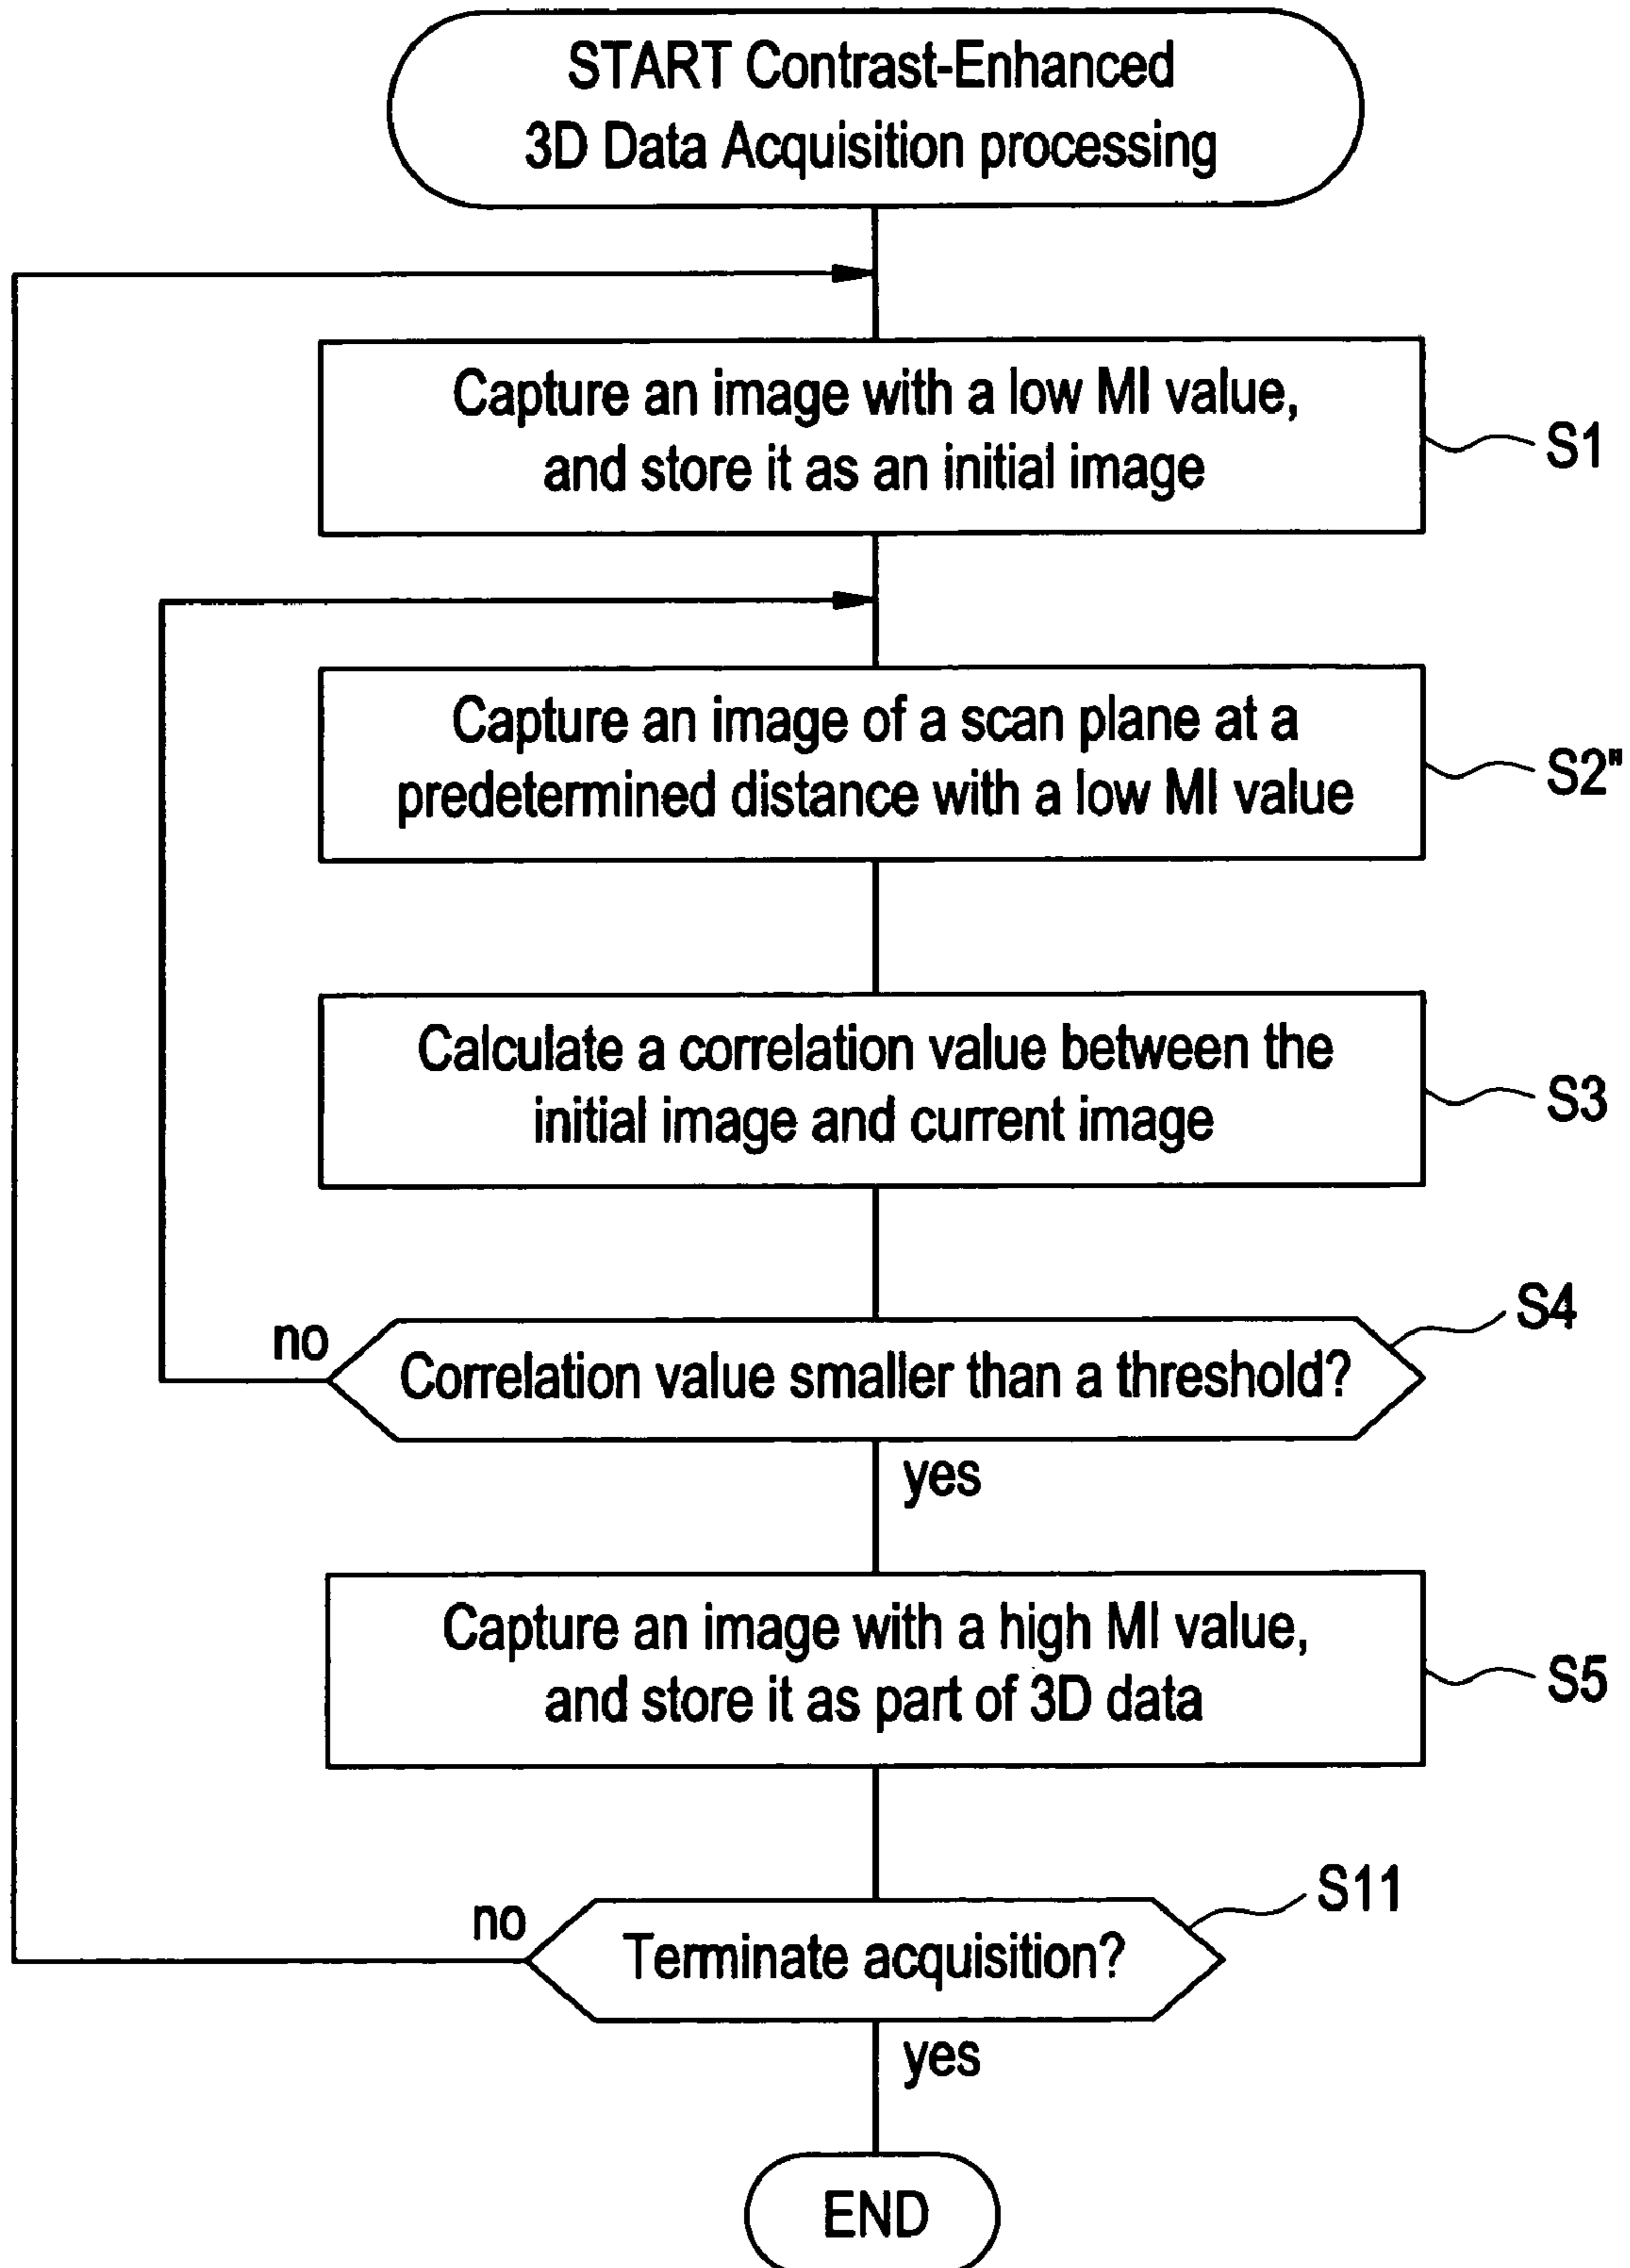 START Contrast-Enhanced
3D Data Acquisition processing
Capture an image with a low MI value,
and store it as an initial image
S1
Capture an image of a scan plane at a
predetermined distance with a low MI value
S2"
Calculate a correlation value between the
initial image and current image
S3
S4
no
Correlation value smaller than a threshold?
yes
Capture an image with a high MI value,
and store it as part of 3D data
S5
S11
no
Terminate acquisition?
yes
END